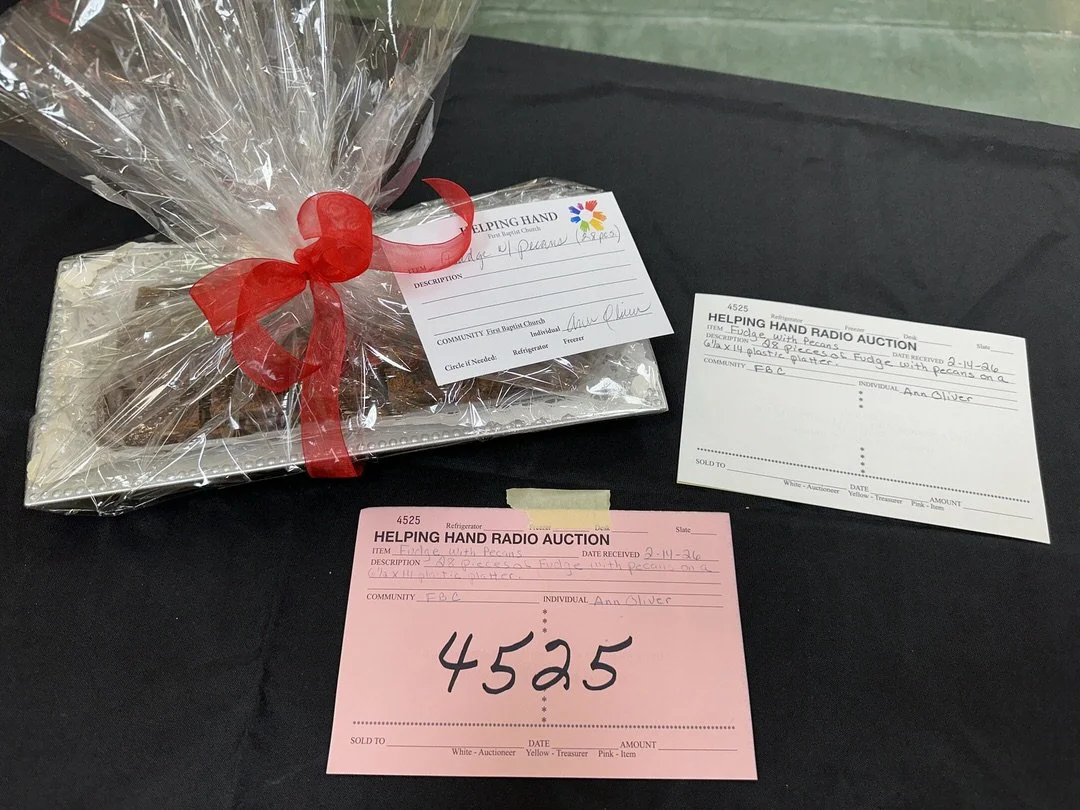 HELPING HAND
First Baptist Church
ITEM Fudge w/ Pecans (28 pcs)
DESCRIPTION
COMMUNITY First Baptist Church
Individual Ann Oliver
Circle if Needed: Refrigerator Freezer
4525
Refrigerator Freezer Desk Slate
HELPING HAND RADIO AUCTION
ITEM Fudge with Pecans DATE RECEIVED 2-14-26
DESCRIPTION 28 pieces of Fudge with pecans on a
6½ x 14 plastic platter.
COMMUNITY FBC INDIVIDUAL Ann Oliver
SOLD TO DATE AMOUNT
White - Auctioneer Yellow - Treasurer Pink - Item
4525
Refrigerator Freezer Desk Slate
HELPING HAND RADIO AUCTION
ITEM Fudge with Pecans DATE RECEIVED 2-14-26
DESCRIPTION 28 pieces of Fudge with pecans on a
6½ x 14 plastic platter.
COMMUNITY FBC INDIVIDUAL Ann Oliver
4525
SOLD TO DATE AMOUNT
White - Auctioneer Yellow - Treasurer Pink - Item